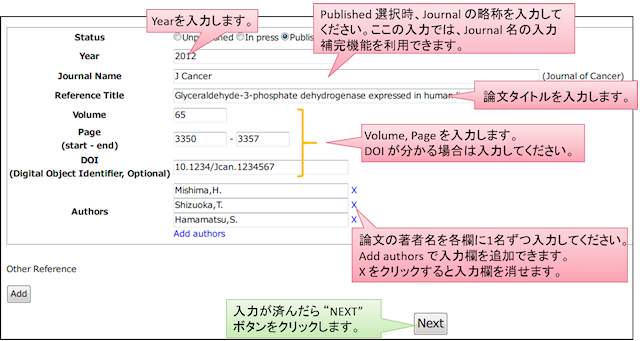 Yearを入力します。
Published 選択時、Journal の略称を入力して
ください。ここの入力では、Journal 名の入力
補完機能を利用できます。
Status
In press
Year
2012
Journal Name
J Cancer
(Journal of Cancer)
Reference Title
Glyceraldehyde-3-phosphate dehydrogenase expressed in human
論文タイトルを入力します。
Volume
65
Page
(start - end)
3350 - 3357
DOI
(Digital Object Identifier, Optional)
10.1234/Jcan.1234567
Volume, Page を入力します。
DOI が分かる場合は入力してください。
Authors
Mishima,H. X
Shizuoka,T. X
Hamamatsu,S. X
Add authors
論文の著者名を各欄に1名ずつ入力してください。
Add authors で入力欄を追加できます。
X をクリックすると入力欄を消せます。
Other Reference
Add
入力が済んだら “NEXT”
ボタンをクリックします。
Next